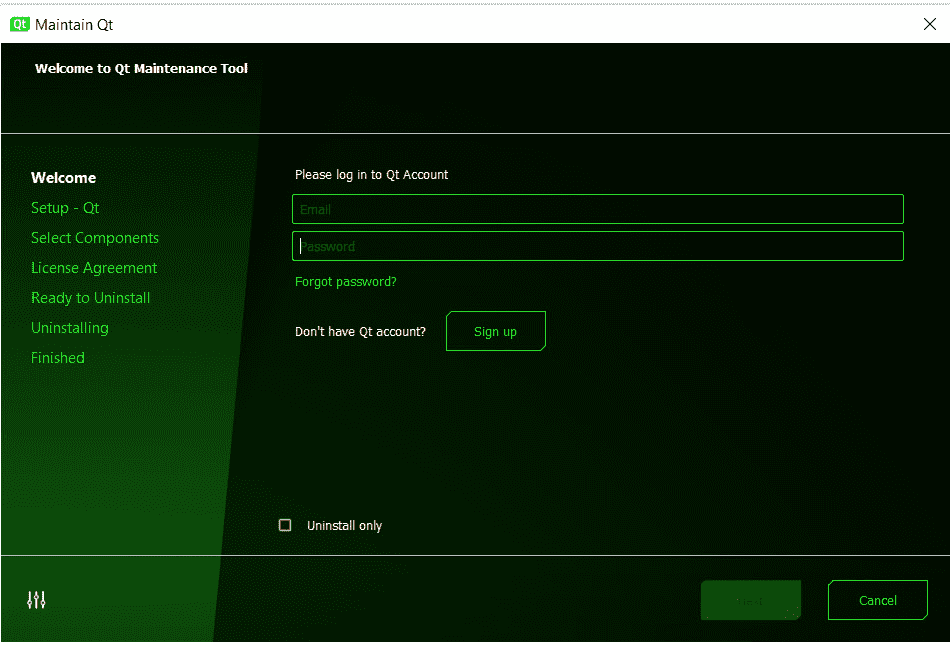 Qt Maintain Qt
Welcome to Qt Maintenance Tool
Welcome
Setup - Qt
Select Components
License Agreement
Ready to Uninstall
Uninstalling
Finished
Please log in to Qt Account
Email
Password
Forgot password?
Don't have Qt account?
Sign up
Uninstall only
Cancel